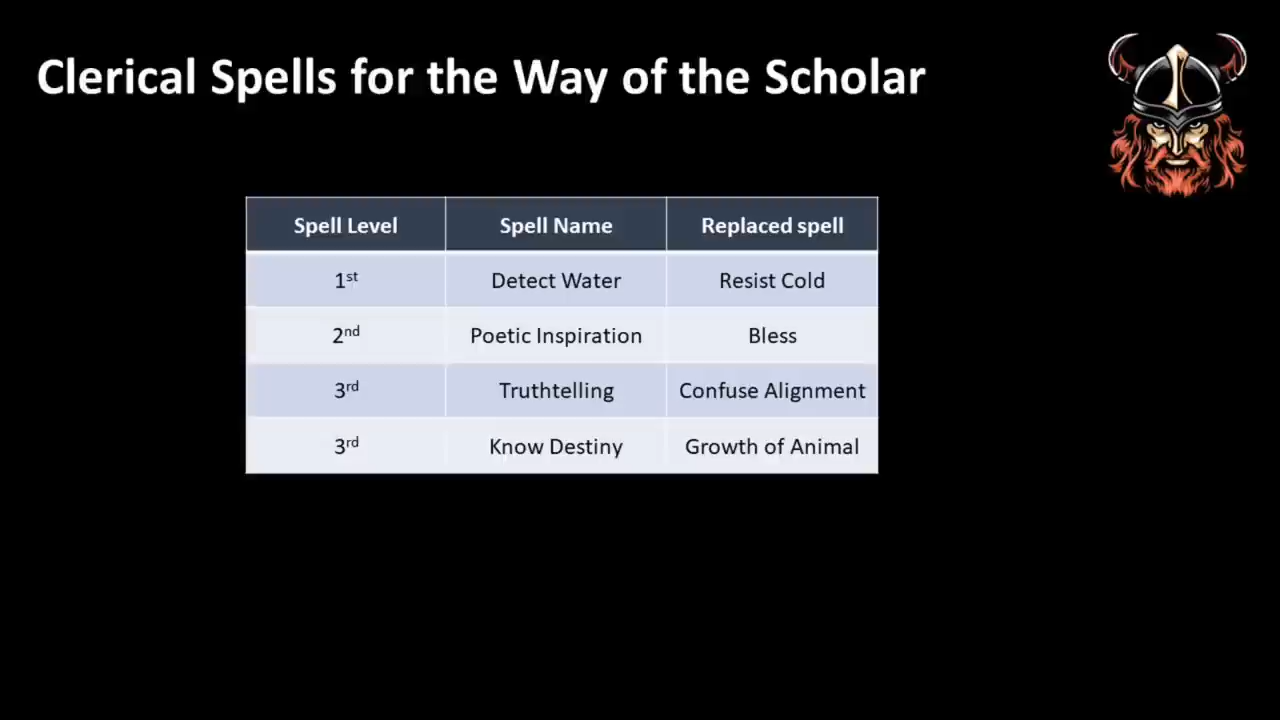 Clerical Spells for the Way of the Scholar
Spell Level Spell Name Replaced spell
1st Detect Water Resist Cold
2nd Poetic Inspiration Bless
3rd Truthtelling Confuse Alignment
3rd Know Destiny Growth of Animal